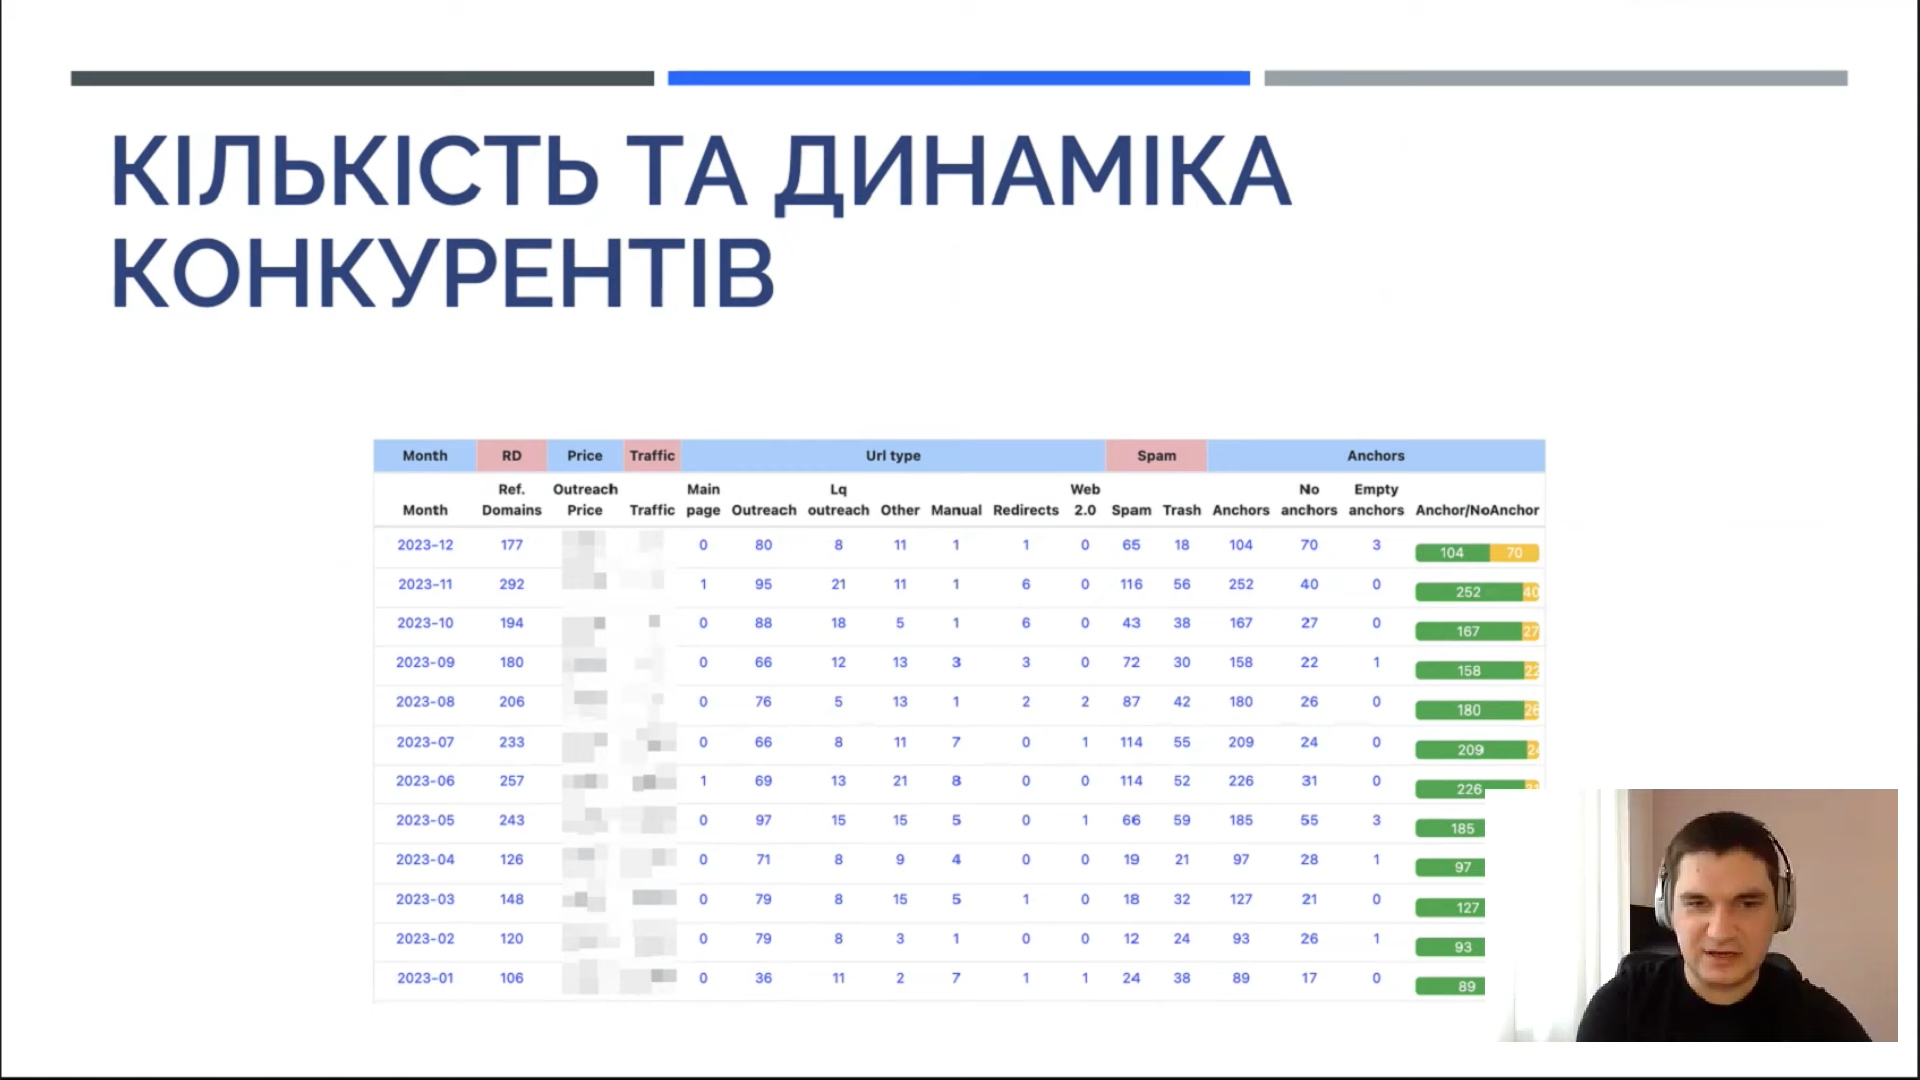 КІЛЬКІСТЬ ТА ДИНАМІКА
КОНКУРЕНТІВ
Month RD Price Traffic Url type Spam Anchors
Month Ref. Domains Outreach Price Traffic Main page Outreach Lq outreach Other Manual Redirects Web 2.0 Spam Trash Anchors No anchors Empty anchors Anchor/NoAnchor
2023-12 177 0 80 8 11 1 1 0 65 18 104 70 3 104 70
2023-11 292 1 95 21 11 1 6 0 116 56 252 40 0 252 40
2023-10 194 0 88 18 5 1 6 0 43 38 167 27 0 167 27
2023-09 180 0 66 12 13 3 3 0 72 30 158 22 1 158 22
2023-08 206 0 76 5 13 1 2 2 87 42 180 26 0 180 26
2023-07 233 0 66 8 11 7 0 1 114 55 209 24 0 209 24
2023-06 257 1 69 13 21 8 0 0 114 52 226 31 0 226
2023-05 243 0 97 15 15 5 0 1 66 59 185 55 3 185
2023-04 126 0 71 8 9 4 0 0 19 21 97 28 1 97
2023-03 148 0 79 8 15 5 1 0 18 32 127 21 0 127
2023-02 120 0 79 8 3 1 0 0 12 24 93 26 1 93
2023-01 106 0 36 11 2 7 1 1 24 38 89 17 0 89